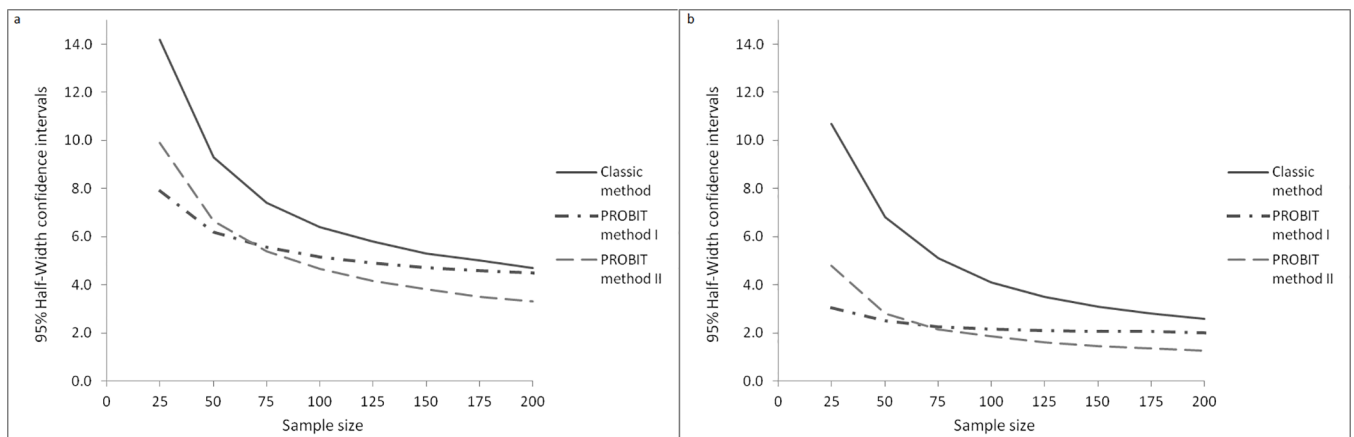 a
14.0
12.0
10.0
8.0
6.0
4.0
2.0
0.0
95% Half-Width confidence intervals
0 25 50 75 100 125 150 175 200
Sample size
Classic
method
PROBIT
method I
PROBIT
method II
b
14.0
12.0
10.0
8.0
6.0
4.0
2.0
0.0
95% Half-Width confidence intervals
0 25 50 75 100 125 150 175 200
Sample size
Classic
method
PROBIT
method I
PROBIT
method II